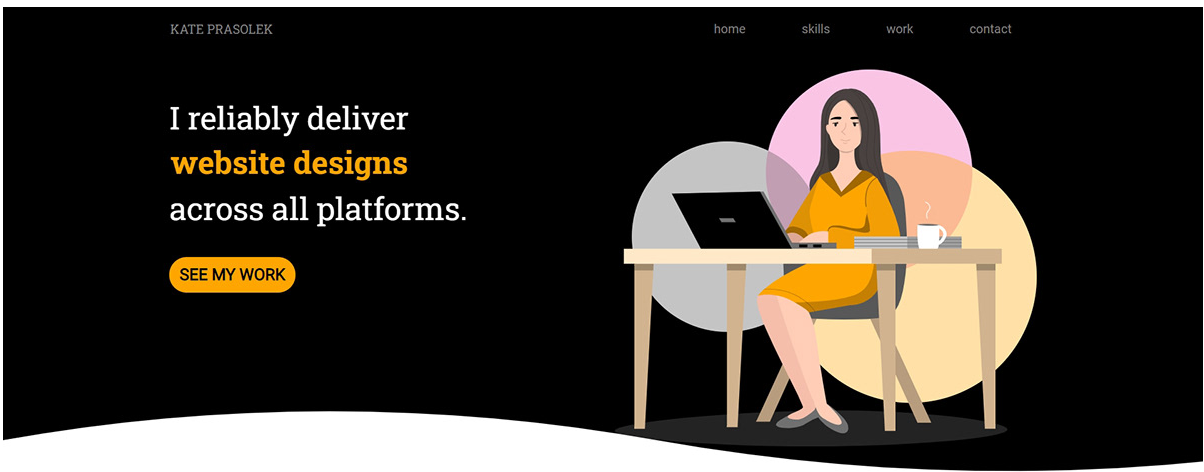 KATE PRASOLEK
home skills work contact
I reliably deliver
website designs
across all platforms.
SEE MY WORK